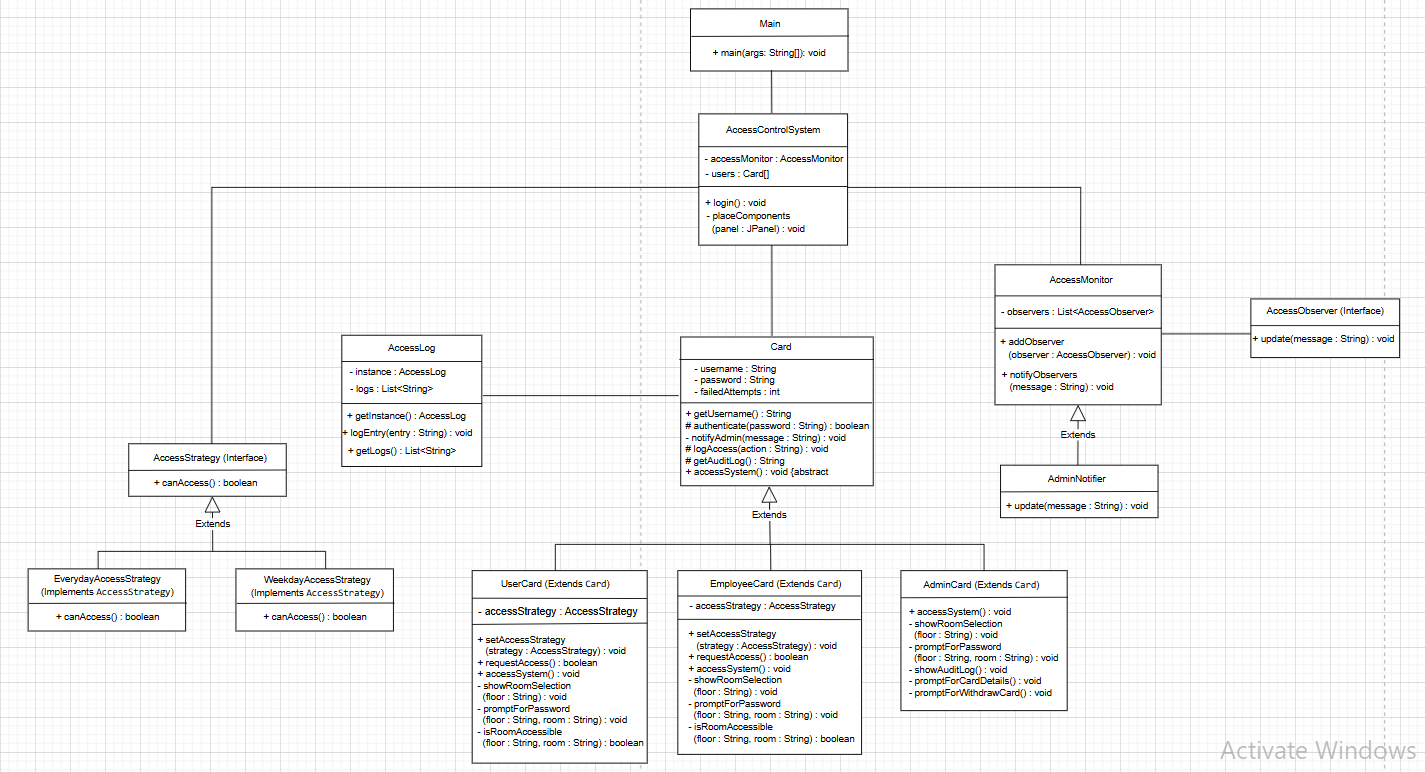 Main
+ main(args: String[]): void
AccessControlSystem
- accessMonitor : AccessMonitor
- users : Card[]
+ login() : void
- placeComponents
(panel : JPanel) : void
AccessMonitor
- observers : List<AccessObserver>
+ addObserver
(observer : AccessObserver) : void
+ notifyObservers
(message : String) : void
AccessObserver (Interface)
+ update(message : String) : void
AccessLog
- instance : AccessLog
- logs : List<String>
+ getInstance() : AccessLog
+ logEntry(entry : String) : void
+ getLogs() : List<String>
Card
- username : String
- password : String
- failedAttempts : int
+ getUsername() : String
# authenticate(password : String) : boolean
- notifyAdmin(message : String) : void
# logAccess(action : String) : void
# getAuditLog() : String
+ accessSystem() : void {abstract
AccessStrategy (Interface)
+ canAccess() : boolean
Extends
Extends
Extends
AdminNotifier
+ update(message : String) : void
EverydayAccessStrategy
(Implements AccessStrategy)
+ canAccess() : boolean
WeekdayAccessStrategy
(Implements AccessStrategy)
+ canAccess() : boolean
UserCard (Extends Card)
- accessStrategy : AccessStrategy
+ setAccessStrategy
(strategy : AccessStrategy) : void
+ requestAccess() : boolean
+ accessSystem() : void
- showRoomSelection
(floor : String) : void
- promptForPassword
(floor : String, room : String) : void
- isRoomAccessible
(floor : String, room : String) : boolean
EmployeeCard (Extends Card)
- accessStrategy : AccessStrategy
+ setAccessStrategy
(strategy : AccessStrategy) : void
+ requestAccess() : boolean
+ accessSystem() : void
- showRoomSelection
(floor : String) : void
- promptForPassword
(floor : String, room : String) : void
- isRoomAccessible
(floor : String, room : String) : boolean
AdminCard (Extends Card)
+ accessSystem() : void
- showRoomSelection
(floor : String) : void
- promptForPassword
(floor : String, room : String) : void
- showAuditLog() : void
- promptForCardDetails() : void
- promptForWithdrawCard() : void
Activate Windows